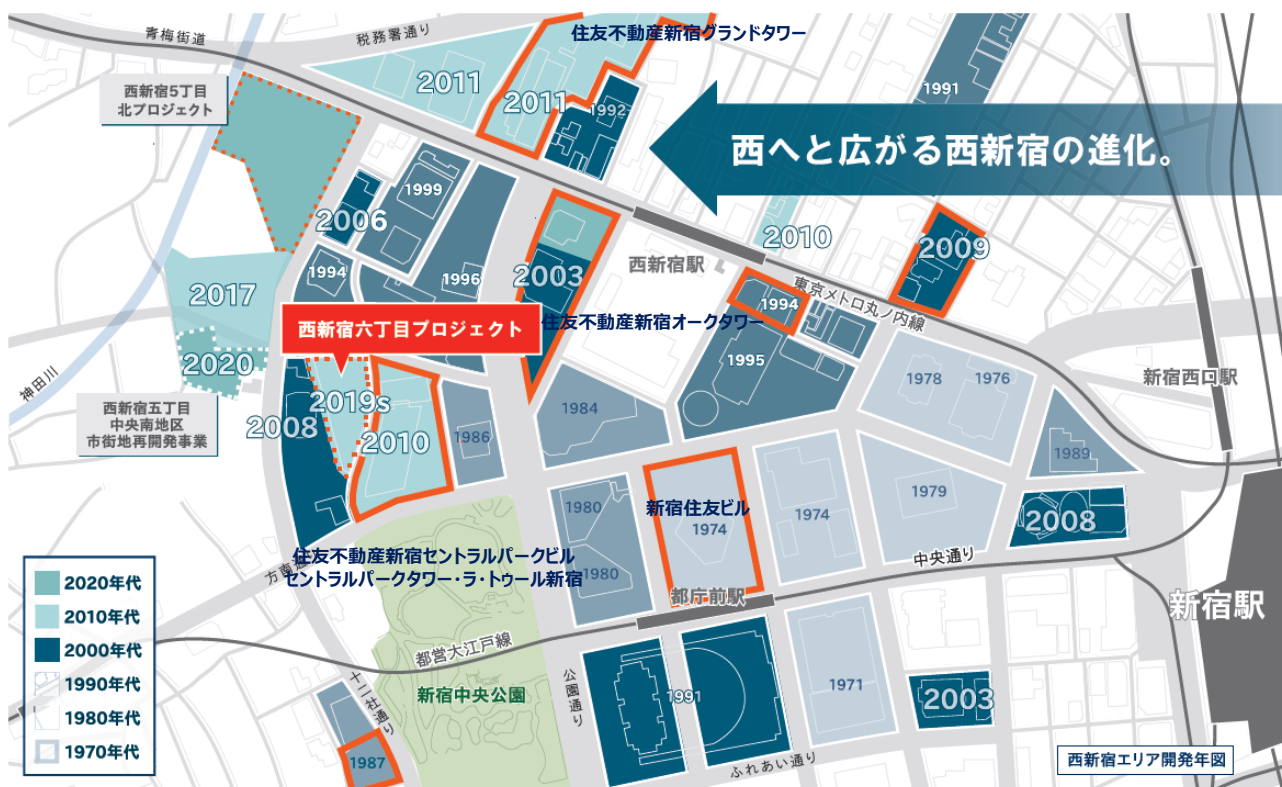 青梅街道
税務署通り
住友不動産新宿グランドタワー
2011
2011
1992
1991
西新宿5丁目
北プロジェクト
西へと広がる西新宿の進化。
1999
2006
2010
2009
1994
1996
2003
西新宿駅
東京メトロ丸ノ内線
1994
2017
西新宿六丁目プロジェクト
住友不動産新宿オークタワー
1995
2020
神田川
1978
1976
新宿西口駅
西新宿五丁目
中央南地区
市街地再開発事業
2019s
2008
2010
1986
1984
1989
1979
新宿住友ビル
1974
1974
1980
1980
2008
中央通り
方南通り
住友不動産新宿セントラルパークビル
セントラルパークタワー・ラ・トゥール新宿
都庁前駅
新宿駅
2020年代
2010年代
2000年代
1990年代
1980年代
1970年代
都営大江戸線
新宿中央公園
十二社通り
公園通り
1991
1971
2003
1987
ふれあい通り
西新宿エリア開発年図